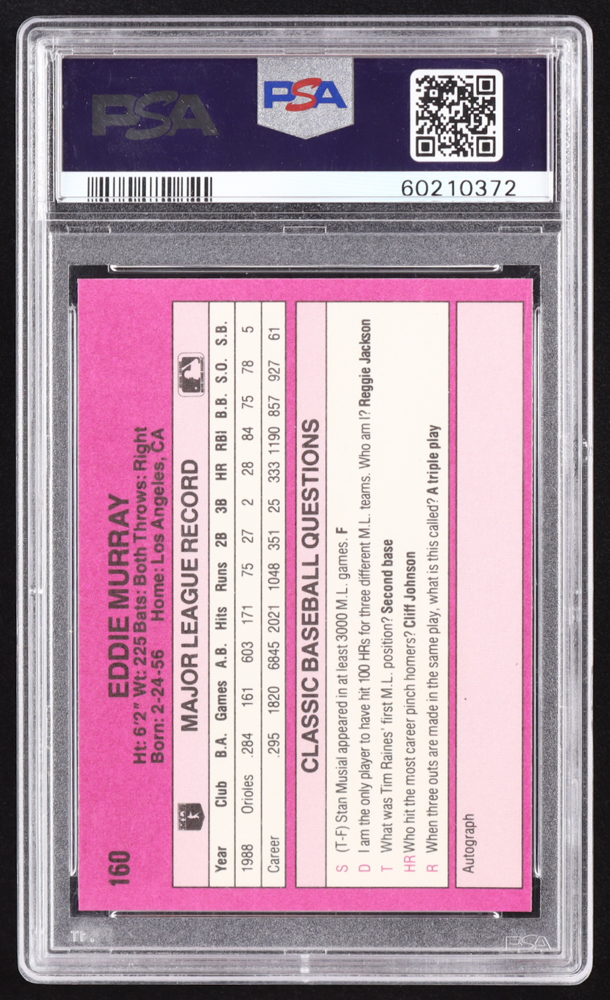 PSA
PSA
60210372
160
EDDIE MURRAY
Ht: 6'2" Wt: 225 Bats: Both Throws: Right
Born: 2-24-56 Home: Los Angeles, CA
MAJOR LEAGUE RECORD
Year Club B.A. Games A.B. Hits Runs 2B 3B HR RBI B.B. S.O. S.B.
1988 Orioles .284 161 603 171 75 27 2 28 84 75 78 5
Career .295 1820 6845 2021 1048 351 25 333 1190 857 927 61
CLASSIC BASEBALL QUESTIONS
S (T-F) Stan Musial appeared in at least 3000 M.L. games. F
D I am the only player to have hit 100 HRs for three different M.L. teams. Who am I? Reggie Jackson
T What was Tim Raines' first M.L. position? Second base
HR Who hit the most career pinch homers? Cliff Johnson
R When three outs are made in the same play, what is this called? A triple play
Autograph
PSA